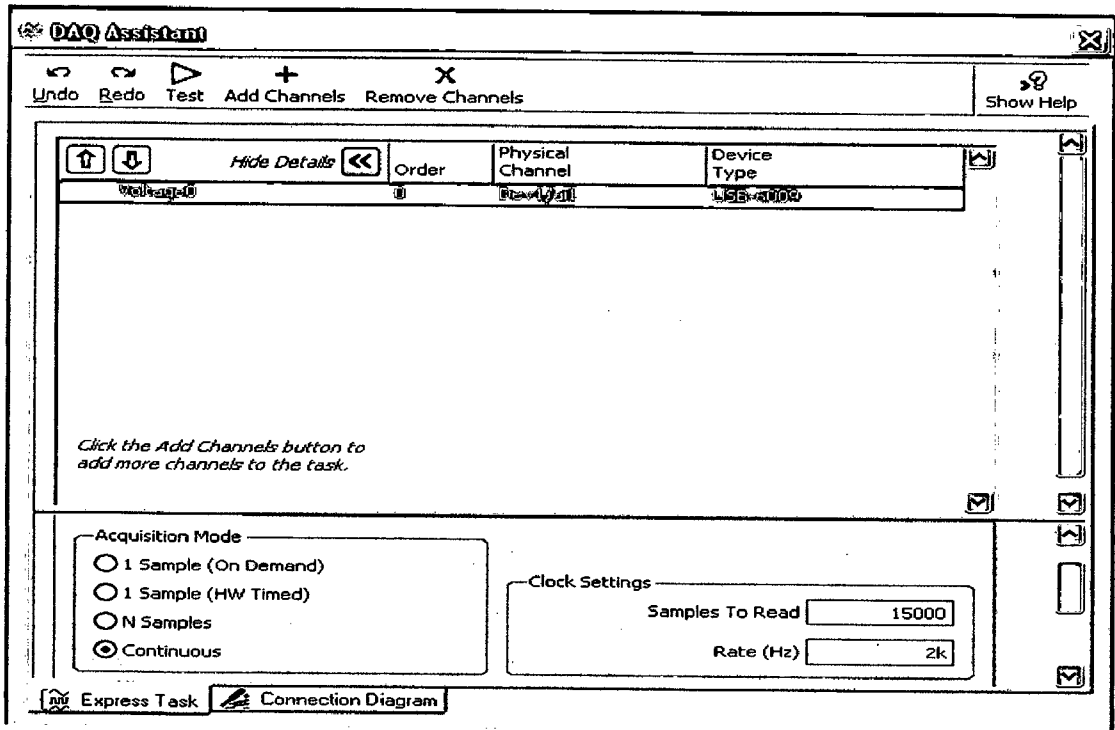 DAQ Assistant
Undo Redo Test Add Channels Remove Channels Show Help
Hide Details Order Physical Channel Device Type
Voltage0 0
Click the Add Channels button to
add more channels to the task.
Acquisition Mode
1 Sample (On Demand)
1 Sample (HW Timed)
N Samples
Continuous
Clock Settings
Samples To Read 15000
Rate (Hz) 2k
Express Task Connection Diagram